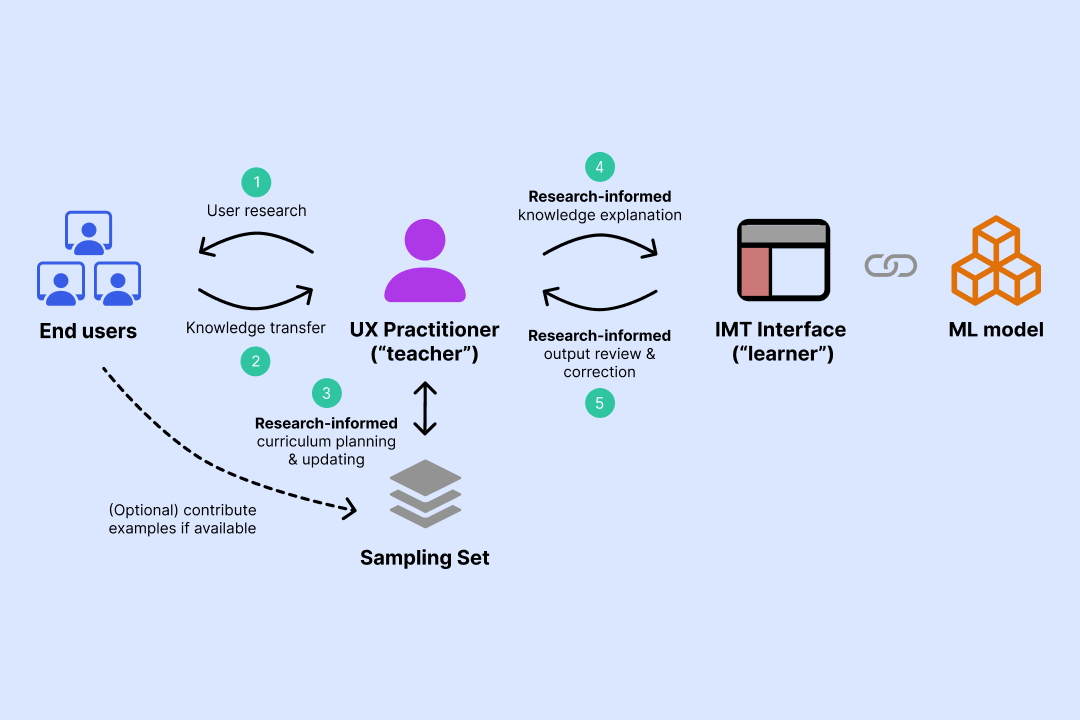 1
User research
Knowledge transfer
2
End users
UX Practitioner
(“teacher”)
3
Research-informed
curriculum planning
& updating
(Optional) contribute
examples if available
Sampling Set
4
Research-informed
knowledge explanation
Research-informed
output review &
correction
5
IMT Interface
(“learner”)
ML model